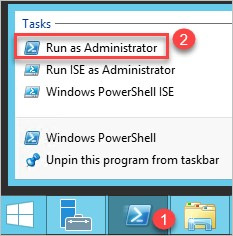 Tasks
Run as Administrator
2
Run ISE as Administrator
Windows PowerShell ISE
Windows PowerShell
Unpin this program from taskbar
1